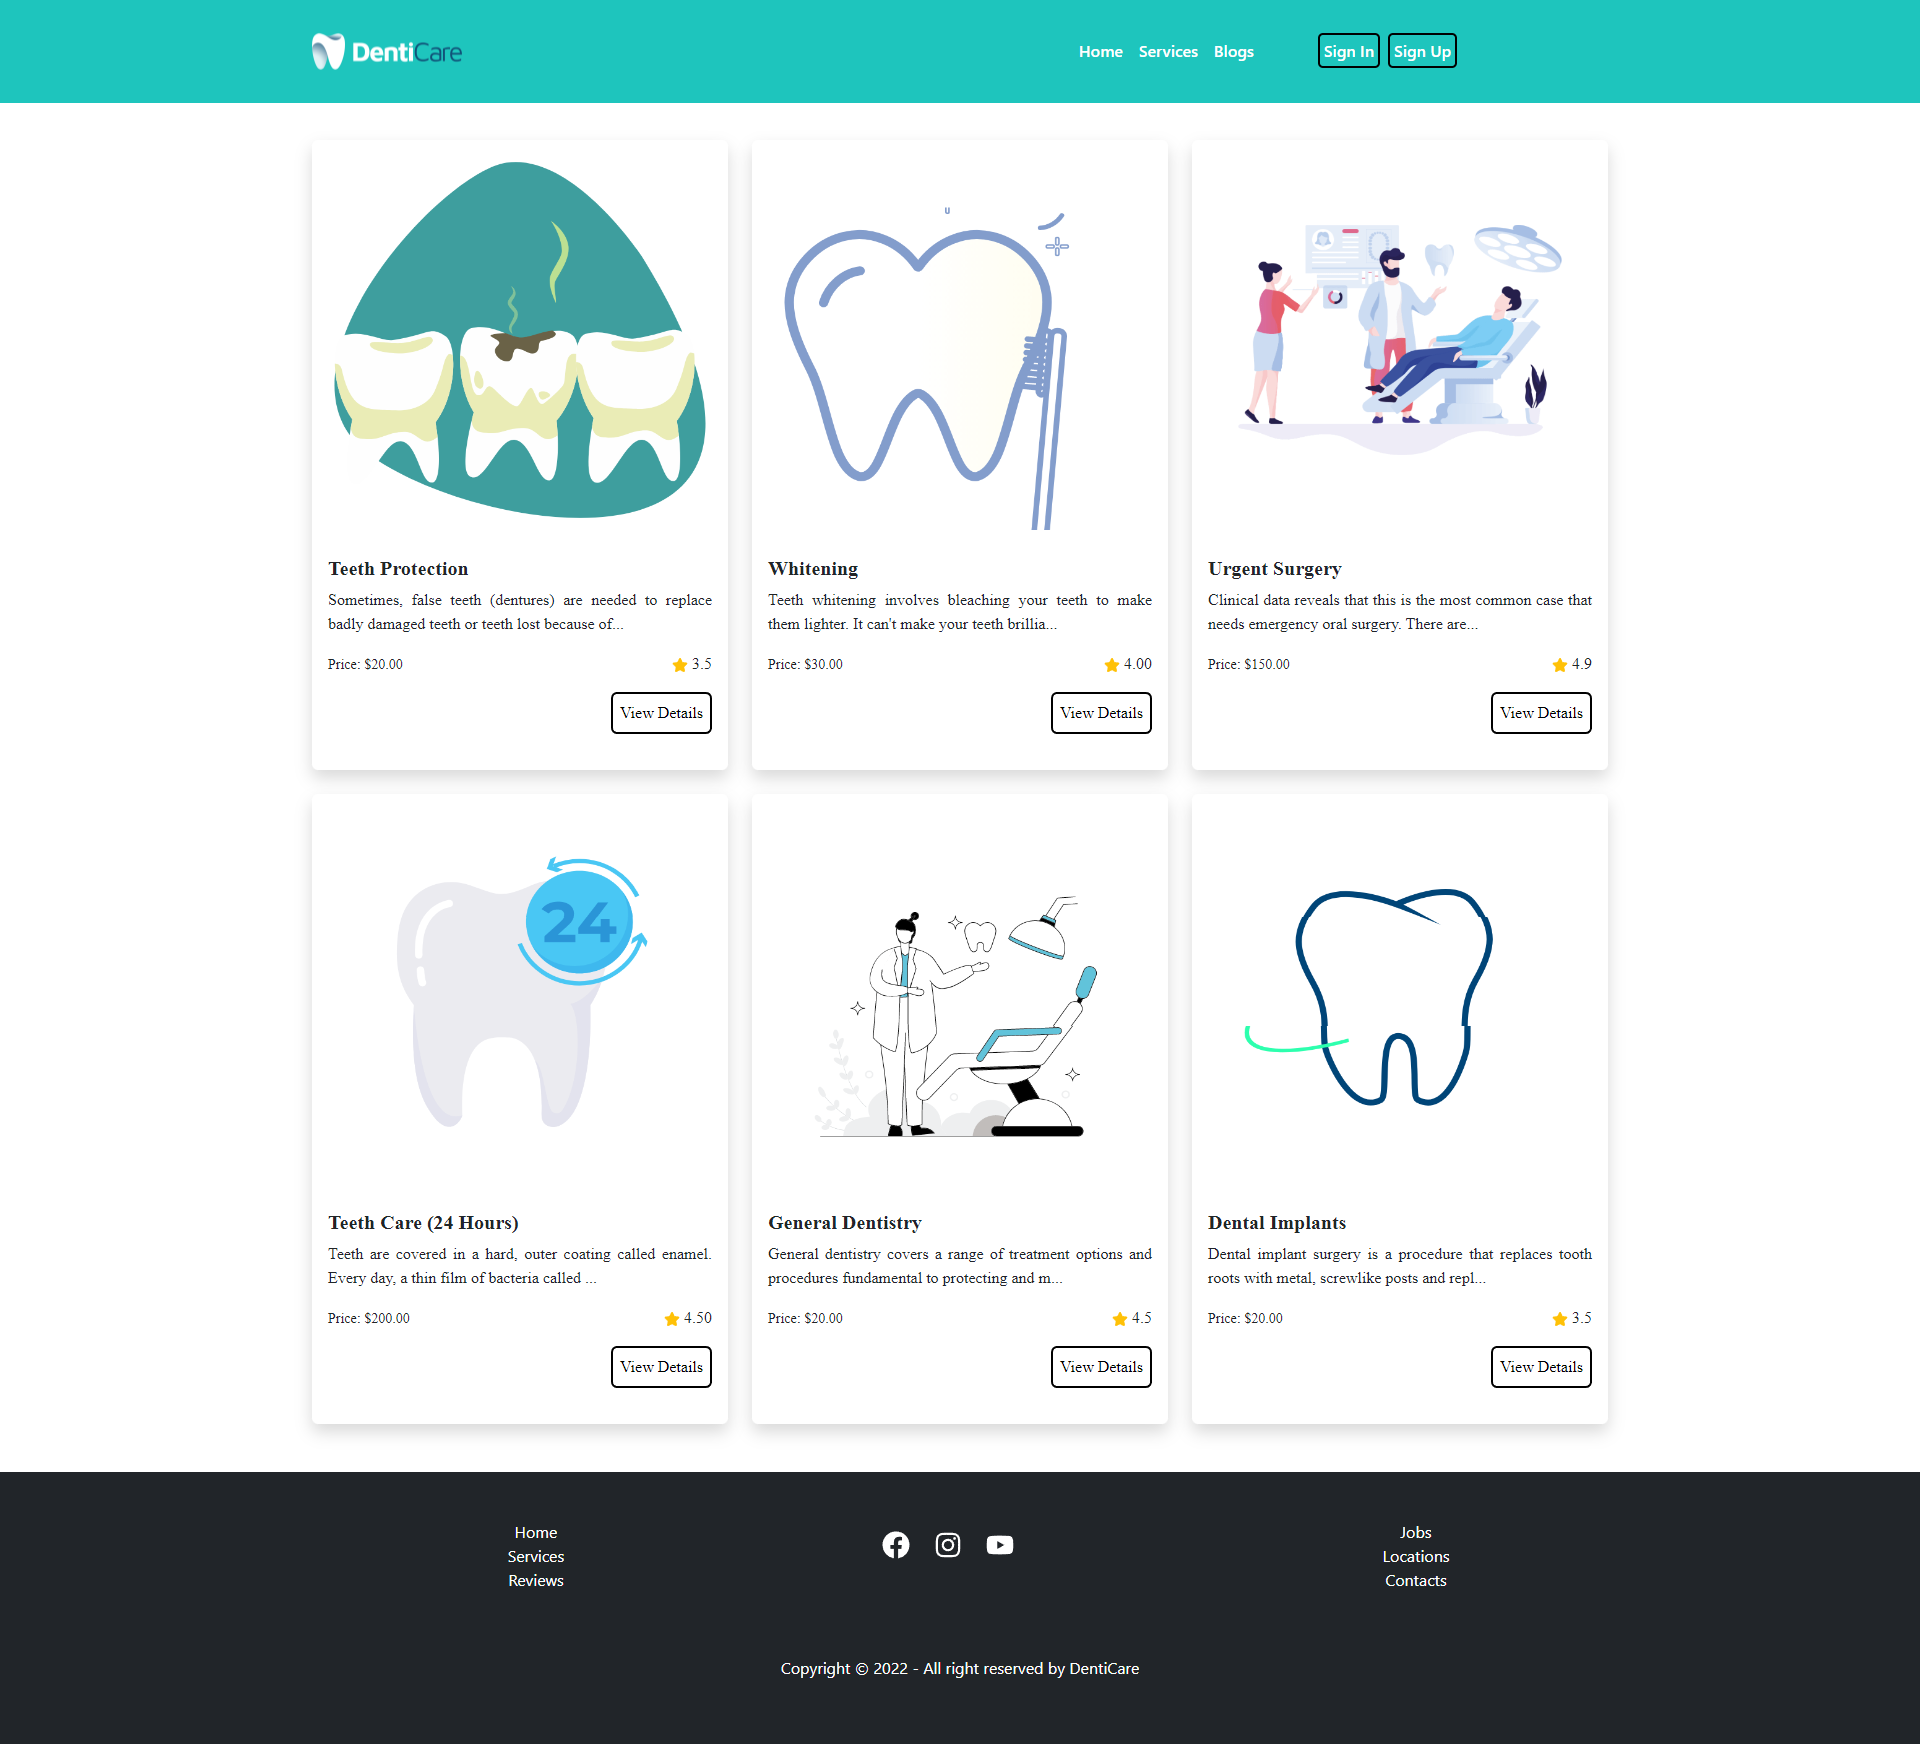 DentiCare
Home Services Blogs Sign In Sign Up
Teeth Protection
Sometimes, false teeth (dentures) are needed to replace
badly damaged teeth or teeth lost because of...
Price: $20.00 3.5
View Details
Whitening
Teeth whitening involves bleaching your teeth to make
them lighter. It can't make your teeth brillia...
Price: $30.00 4.00
View Details
Urgent Surgery
Clinical data reveals that this is the most common case that
needs emergency oral surgery. There are...
Price: $150.00 4.9
View Details
24
Teeth Care (24 Hours)
Teeth are covered in a hard, outer coating called enamel.
Every day, a thin film of bacteria called ...
Price: $200.00 4.50
View Details
General Dentistry
General dentistry covers a range of treatment options and
procedures fundamental to protecting and m...
Price: $20.00 4.5
View Details
Dental Implants
Dental implant surgery is a procedure that replaces tooth
roots with metal, screwlike posts and repl...
Price: $20.00 3.5
View Details
Home
Services
Reviews
Jobs
Locations
Contacts
Copyright © 2022 - All right reserved by DentiCare